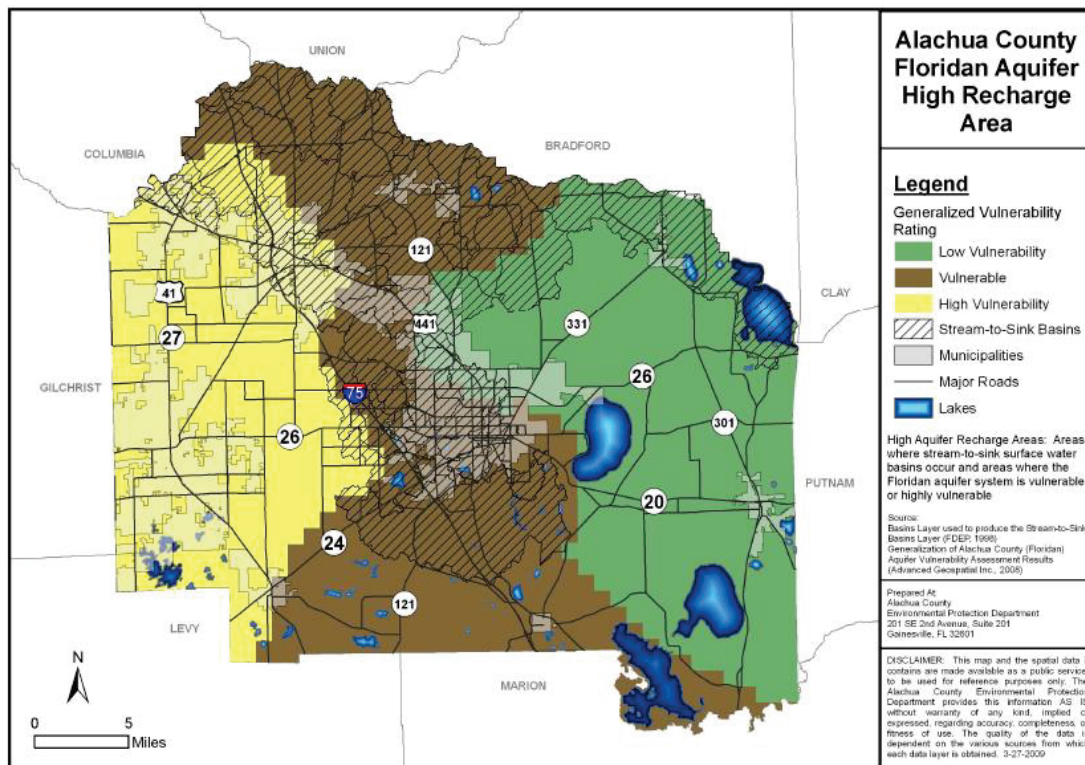 UNION
COLUMBIA
BRADFORD
121
41
CLAY
441
331
27
GILCHRIST
75
26
26
301
PUTNAM
20
24
121
LEVY
N
MARION
0 5
Miles
Alachua County
Floridan Aquifer
High Recharge
Area
Legend
Generalized Vulnerability
Rating
Low Vulnerability
Vulnerable
High Vulnerability
Stream-to-Sink Basins
Municipalities
Major Roads
Lakes
High Aquifer Recharge Areas: Areas
where stream-to-sink surface water
basins occur and areas where the
Floridan aquifer system is vulnerable
or highly vulnerable
Source:
Basins Layer used to produce the Stream-to-Sink
Basins Layer (FDEP, 1998)
Generalization of Alachua County (Floridan)
Aquifer Vulnerability Assessment Results
(Advanced Geospatial Inc., 2008)
Prepared At:
Alachua County
Environmental Protection Department
201 SE 2nd Avenue, Suite 201
Gainesville, FL 32601
DISCLAIMER: This map and the spatial data
contains are made available as a public service,
to be used for reference purposes only. The
Alachua County Environmental Protection
Department provides this information AS IS
without warranty of any kind, implied
expressed, regarding accuracy, completeness,
fitness of use. The quality of the data
dependent on the various sources from which
each data layer is obtained. 3-27-2009